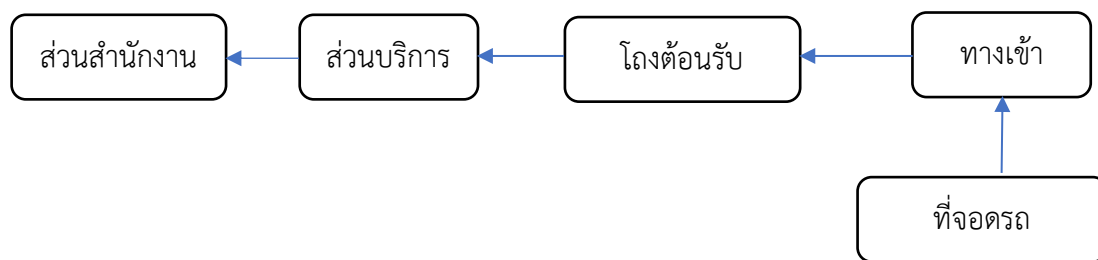 ส่วนสำนักงาน
ส่วนบริการ
โถงต้อนรับ
ทางเข้า
ที่จอดรถ